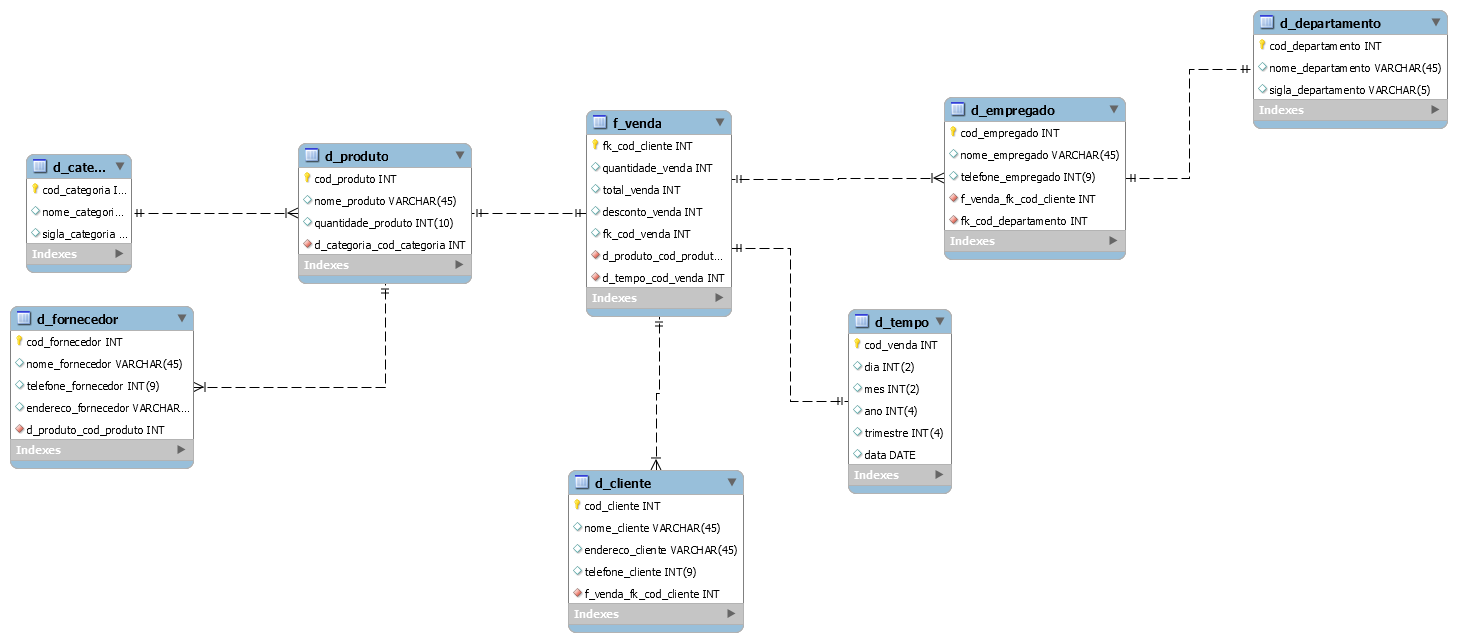 d_departamento
cod_departamento INT
nome_departamento VARCHAR(45)
sigla_departamento VARCHAR(5)
Indexes
d_empregado
cod_empregado INT
nome_empregado VARCHAR(45)
telefone_empregado INT(9)
f_venda_fk_cod_cliente INT
fk_cod_departamento INT
Indexes
f_venda
fk_cod_cliente INT
quantidade_venda INT
total_venda INT
desconto_venda INT
fk_cod_venda INT
d_produto_cod_produt...
d_tempo_cod_venda INT
Indexes
d_produto
cod_produto INT
nome_produto VARCHAR(45)
quantidade_produto INT(10)
d_categoria_cod_categoria INT
Indexes
d_cate...
cod_categoria I...
nome_categori...
sigla_categoria ...
Indexes
d_fornecedor
cod_fornecedor INT
nome_fornecedor VARCHAR(45)
telefone_fornecedor INT(9)
endereco_fornecedor VARCHAR...
d_produto_cod_produto INT
Indexes
d_tempo
cod_venda INT
dia INT(2)
mes INT(2)
ano INT(4)
trimestre INT(4)
data DATE
Indexes
d_cliente
cod_cliente INT
nome_cliente VARCHAR(45)
endereco_cliente VARCHAR(45)
telefone_cliente INT(9)
f_venda_fk_cod_cliente INT
Indexes